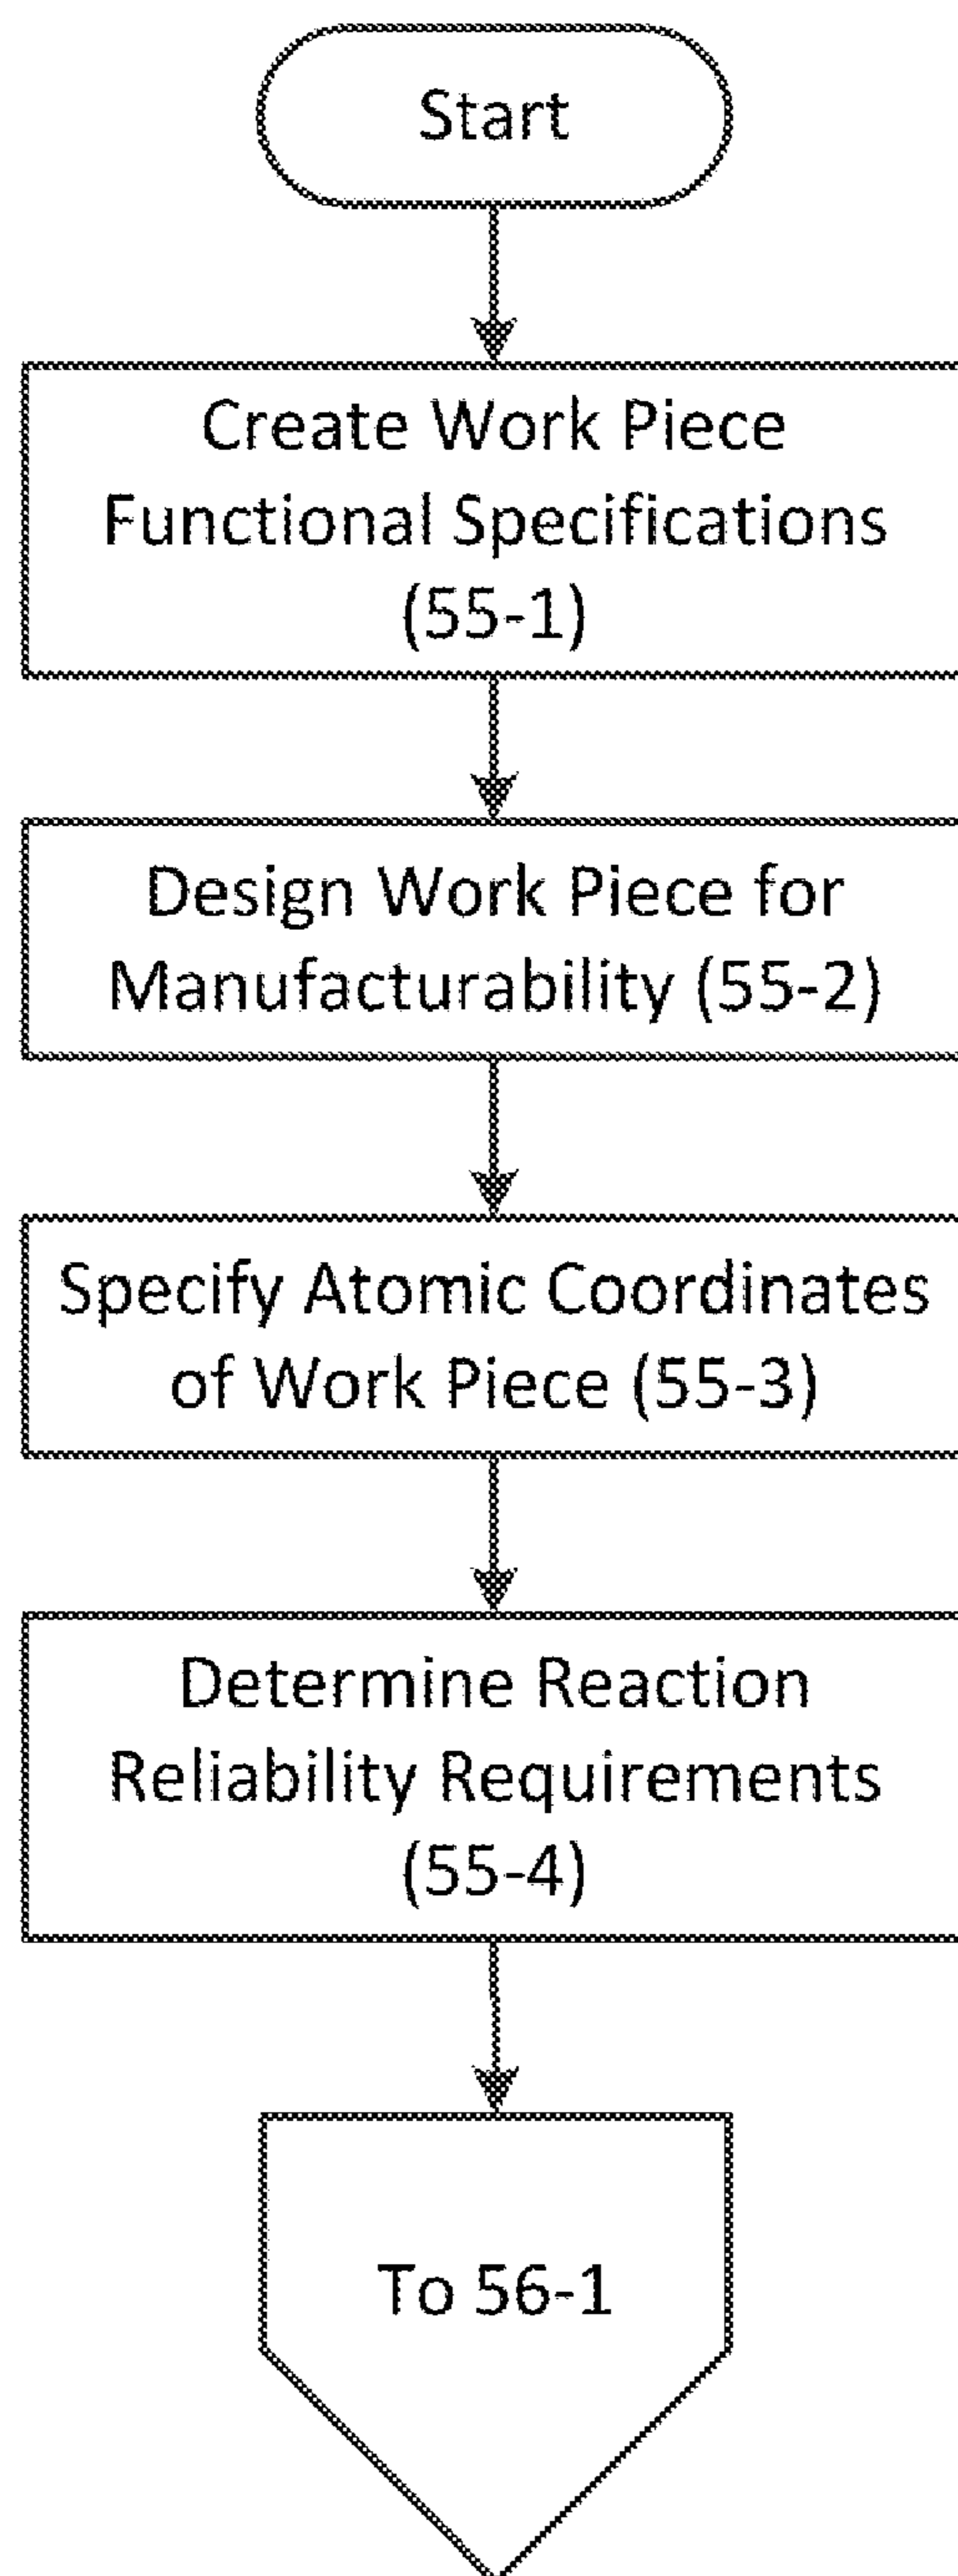 Start
Create Work Piece
Functional Specifications
(55-1)
Design Work Piece for
Manufacturability (55-2)
Specify Atomic Coordinates
of Work Piece (55-3)
Determine Reaction
Reliability Requirements
(55-4)
To 56-1